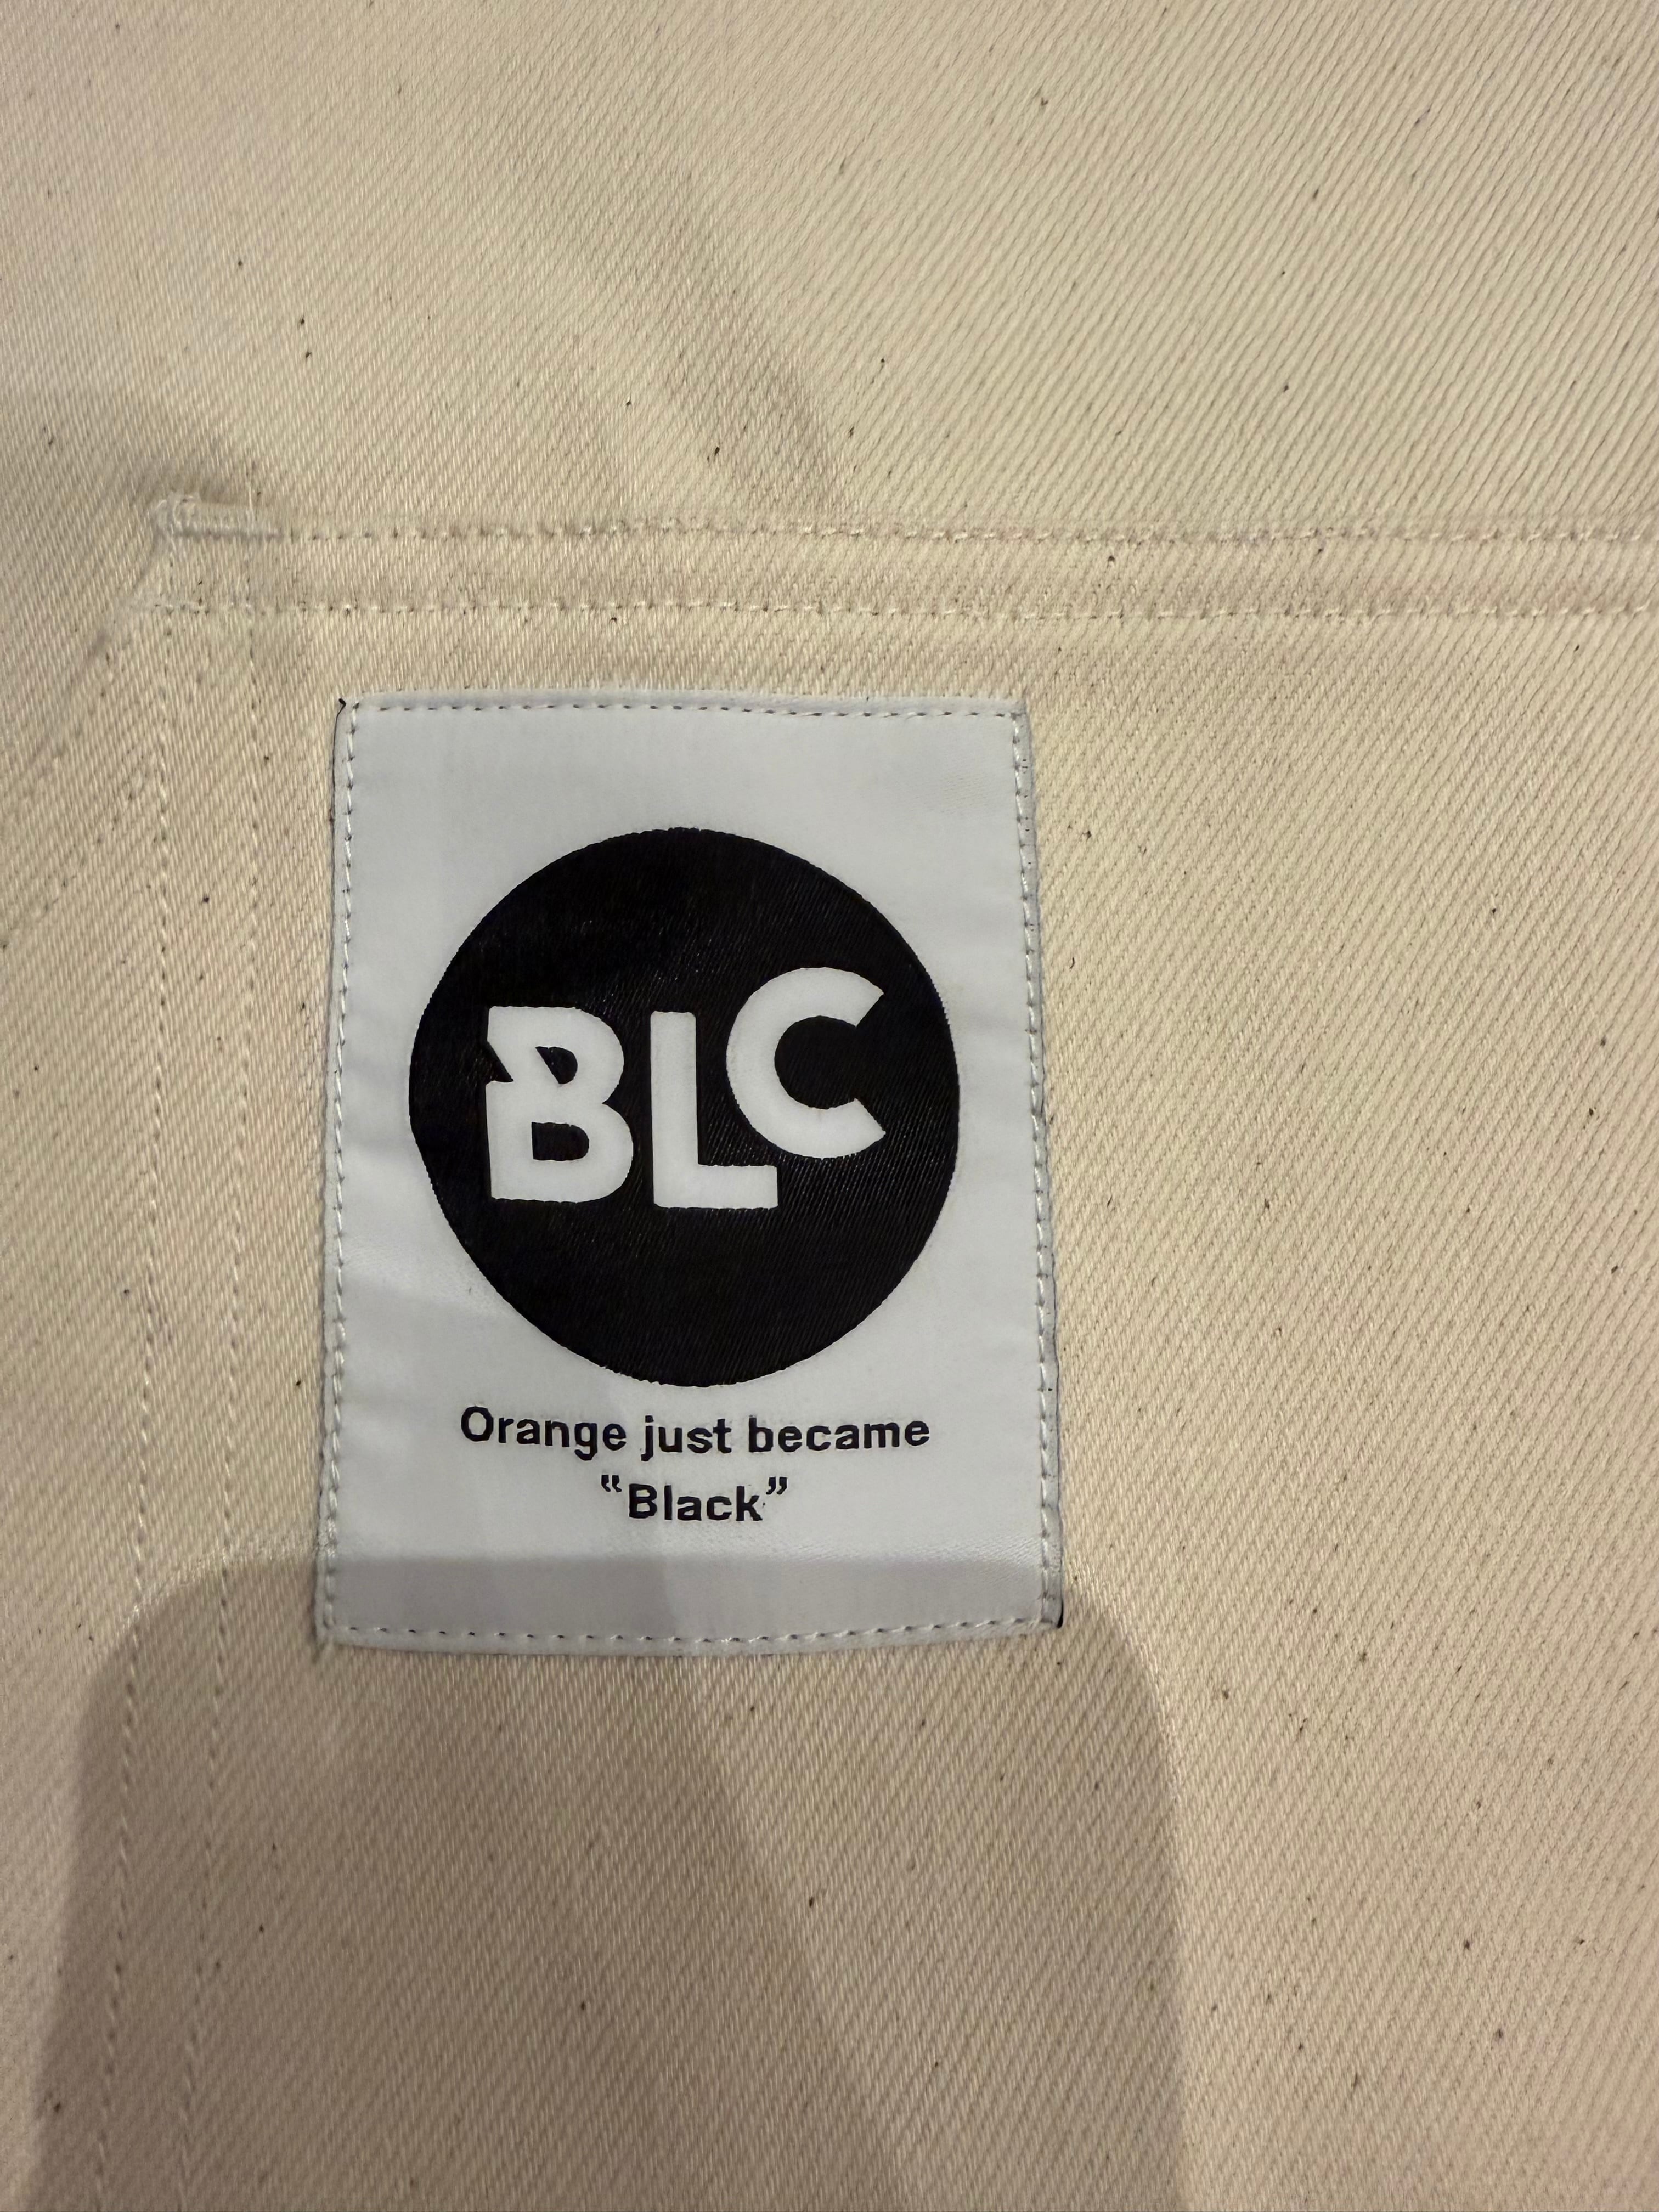 BLC
Orange just became
“Black”